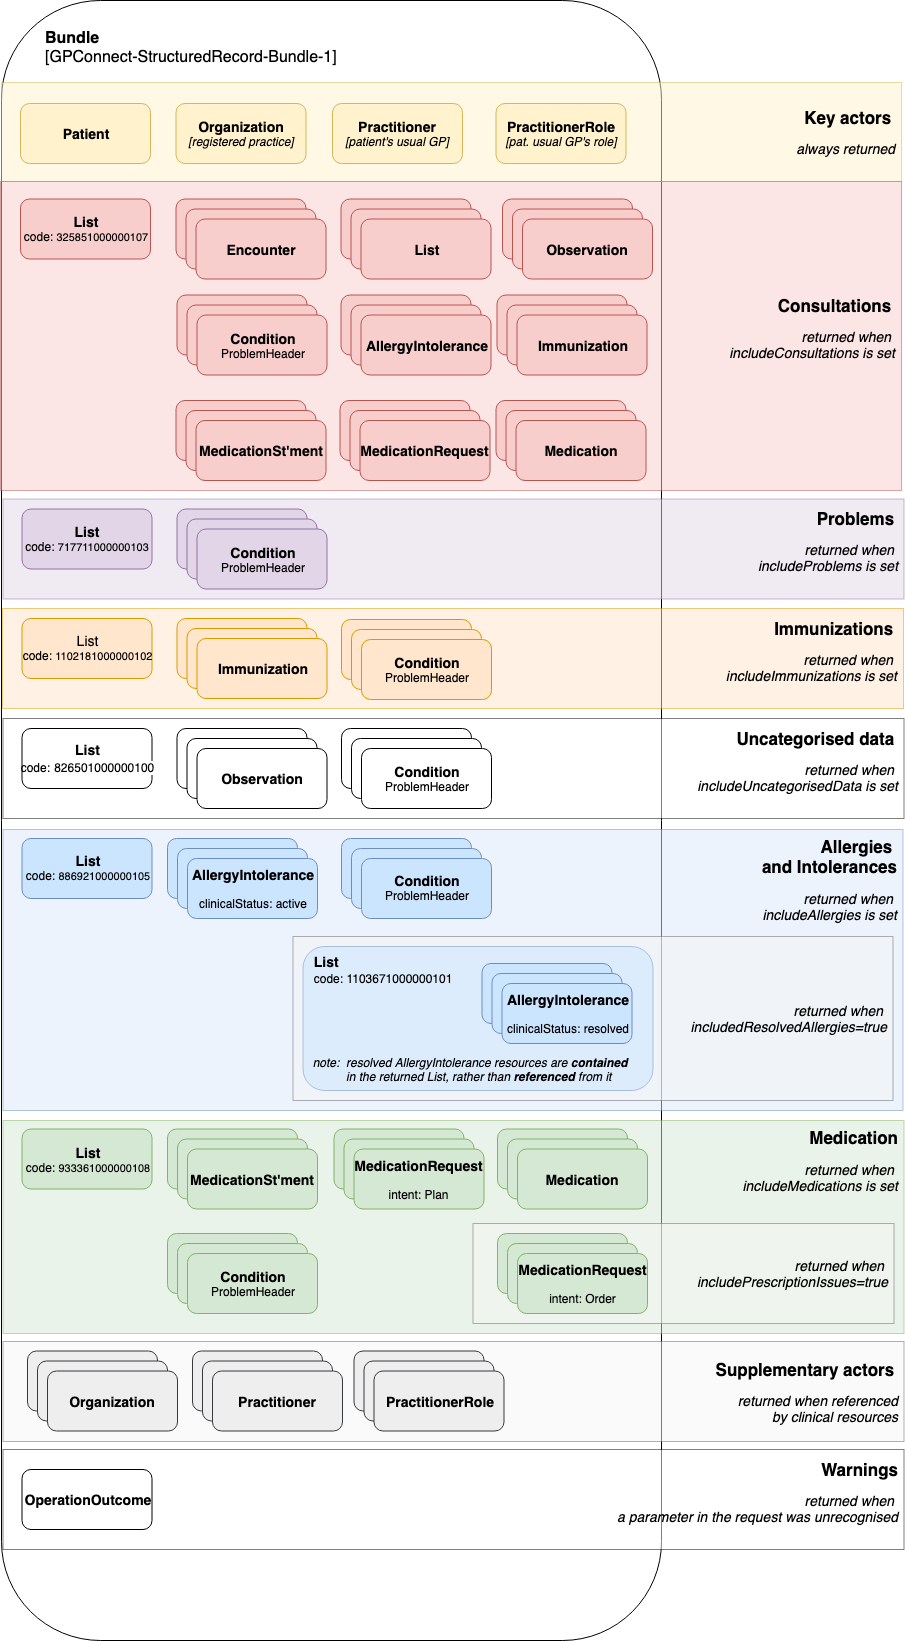 Bundle
[GPConnect-StructuredRecord-Bundle-1]
Patient
Organization
[registered practice]
Practitioner
[patient's usual GP]
PractitionerRole
[pat. usual GP's role]
Key actors
always returned
List
code: 325851000000107
Encounter
List
Observation
Condition
ProblemHeader
AllergyIntolerance
Immunization
MedicationSt'ment
MedicationRequest
Medication
Consultations
returned when
includeConsultations is set
List
code: 717711000000103
Condition
ProblemHeader
Problems
returned when
includeProblems is set
List
code: 1102181000000102
Immunization
Condition
ProblemHeader
Immunizations
returned when
includeImmunizations is set
List
code: 826501000000100
Observation
Condition
ProblemHeader
Uncategorised data
returned when
includeUncategorisedData is set
List
code: 886921000000105
AllergyIntolerance
clinicalStatus: active
Condition
ProblemHeader
Allergies
and Intolerances
returned when
includeAllergies is set
List
code: 1103671000000101
AllergyIntolerance
clinicalStatus: resolved
note: resolved AllergyIntolerance resources are contained
in the returned List, rather than referenced from it
returned when
includedResolvedAllergies=true
List
code: 933361000000108
MedicationSt'ment
MedicationRequest
intent: Plan
Medication
Medication
returned when
includeMedications is set
Condition
ProblemHeader
MedicationRequest
intent: Order
returned when
includePrescriptionIssues=true
Organization
Practitioner
PractitionerRole
Supplementary actors
returned when referenced
by clinical resources
OperationOutcome
Warnings
returned when
a parameter in the request was unrecognised